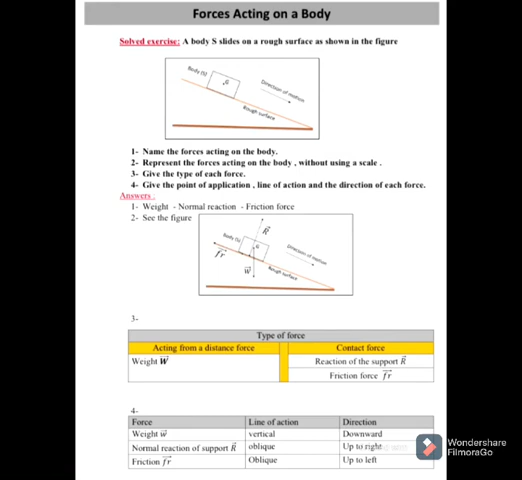 Forces Acting on a Body
Solved exercise: A body S slides on a rough surface as shown in the figure
Body (S)
G
Direction of motion
Rough surface
1- Name the forces acting on the body.
2- Represent the forces acting on the body , without using a scale .
3- Give the type of each force.
4- Give the point of application , line of action and the direction of each force.
Answers :
1- Weight - Normal reaction - Friction force
2- See the figure
R⃗
Body (S)
G
Direction of motion
fr⃗
W⃗
Rough surface
3-
Type of force
Acting from a distance force Contact force
Weight W⃗ Reaction of the support R⃗
Friction force fr⃗
4-
Force Line of action Direction
Weight w⃗ vertical Downward
Normal reaction of support R⃗ oblique Up to right
Friction fr⃗ Oblique Up to left
Wondershare
FilmoraGo